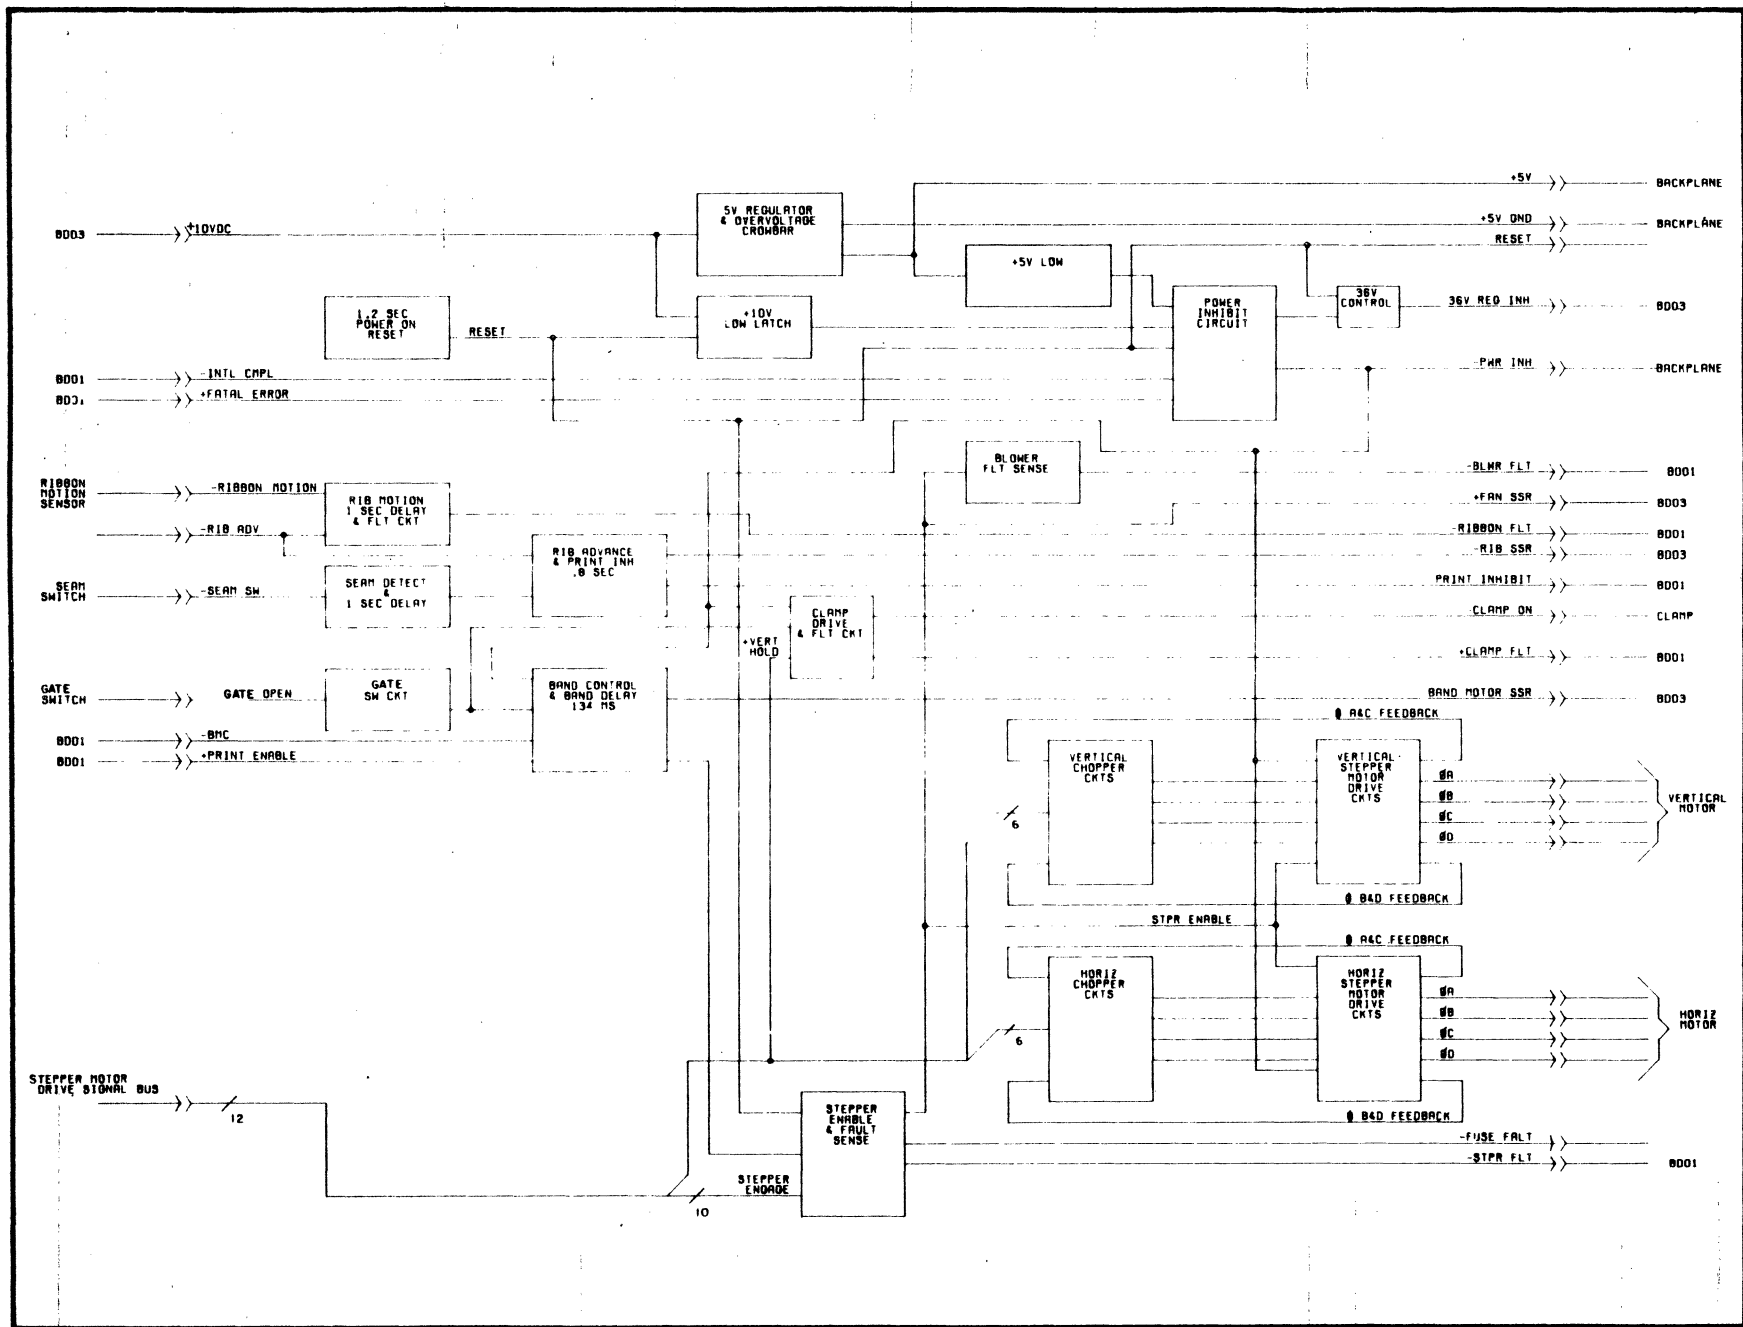 +5V
BACKPLANE
5V REGULATOR
& OVERVOLTAGE
CROWBAR
+5V GND
BACKPLANE
BD03
+10VDC
RESET
+5V LOW
1.2 SEC
POWER ON
RESET
RESET
+10V
LOW LATCH
POWER
INHIBIT
CIRCUIT
36V
CONTROL
36V REG INH
BD03
BD01
-INTL CMPL
-PWR INH
BACKPLANE
+FATAL ERROR
BLOWER
FLT SENSE
-BLWR FLT
BD01
RIBBON
MOTION
SENSOR
-RIBBON MOTION
RIB MOTION
1 SEC DELAY
& FLT CKT
+FAN SSR
BD03
-RIB ADV
-RIBBON FLT
BD01
RIB ADVANCE
& PRINT INH
.8 SEC
-RIB SSR
BD03
SEAM
SWITCH
-SEAM SW
SEAM DETECT
&
1 SEC DELAY
PRINT INHIBIT
BD01
CLAMP
DRIVE
& FLT CKT
-CLAMP ON
CLAMP
+VERT
HOLD
+CLAMP FLT
BD01
GATE
SWITCH
GATE OPEN
GATE
SW CKT
BAND CONTROL
& BAND DELAY
134 MS
BAND MOTOR SSR
BD03
BD01
-BMC
BD01
+PRINT ENABLE
Ø A&C FEEDBACK
VERTICAL
CHOPPER
CKTS
VERTICAL
STEPPER
MOTOR
DRIVE
CKTS
ØA
ØB
ØC
ØD
VERTICAL
MOTOR
6
Ø B&D FEEDBACK
STPR ENABLE
Ø A&C FEEDBACK
HORIZ
CHOPPER
CKTS
HORIZ
STEPPER
MOTOR
DRIVE
CKTS
ØA
ØB
ØC
ØD
HORIZ
MOTOR
6
STEPPER MOTOR
DRIVE SIGNAL BUS
12
STEPPER
ENABLE
& FAULT
SENSE
Ø B&D FEEDBACK
-FUSE FALT
-STPR FLT
BD01
STEPPER
ENGAGE
10